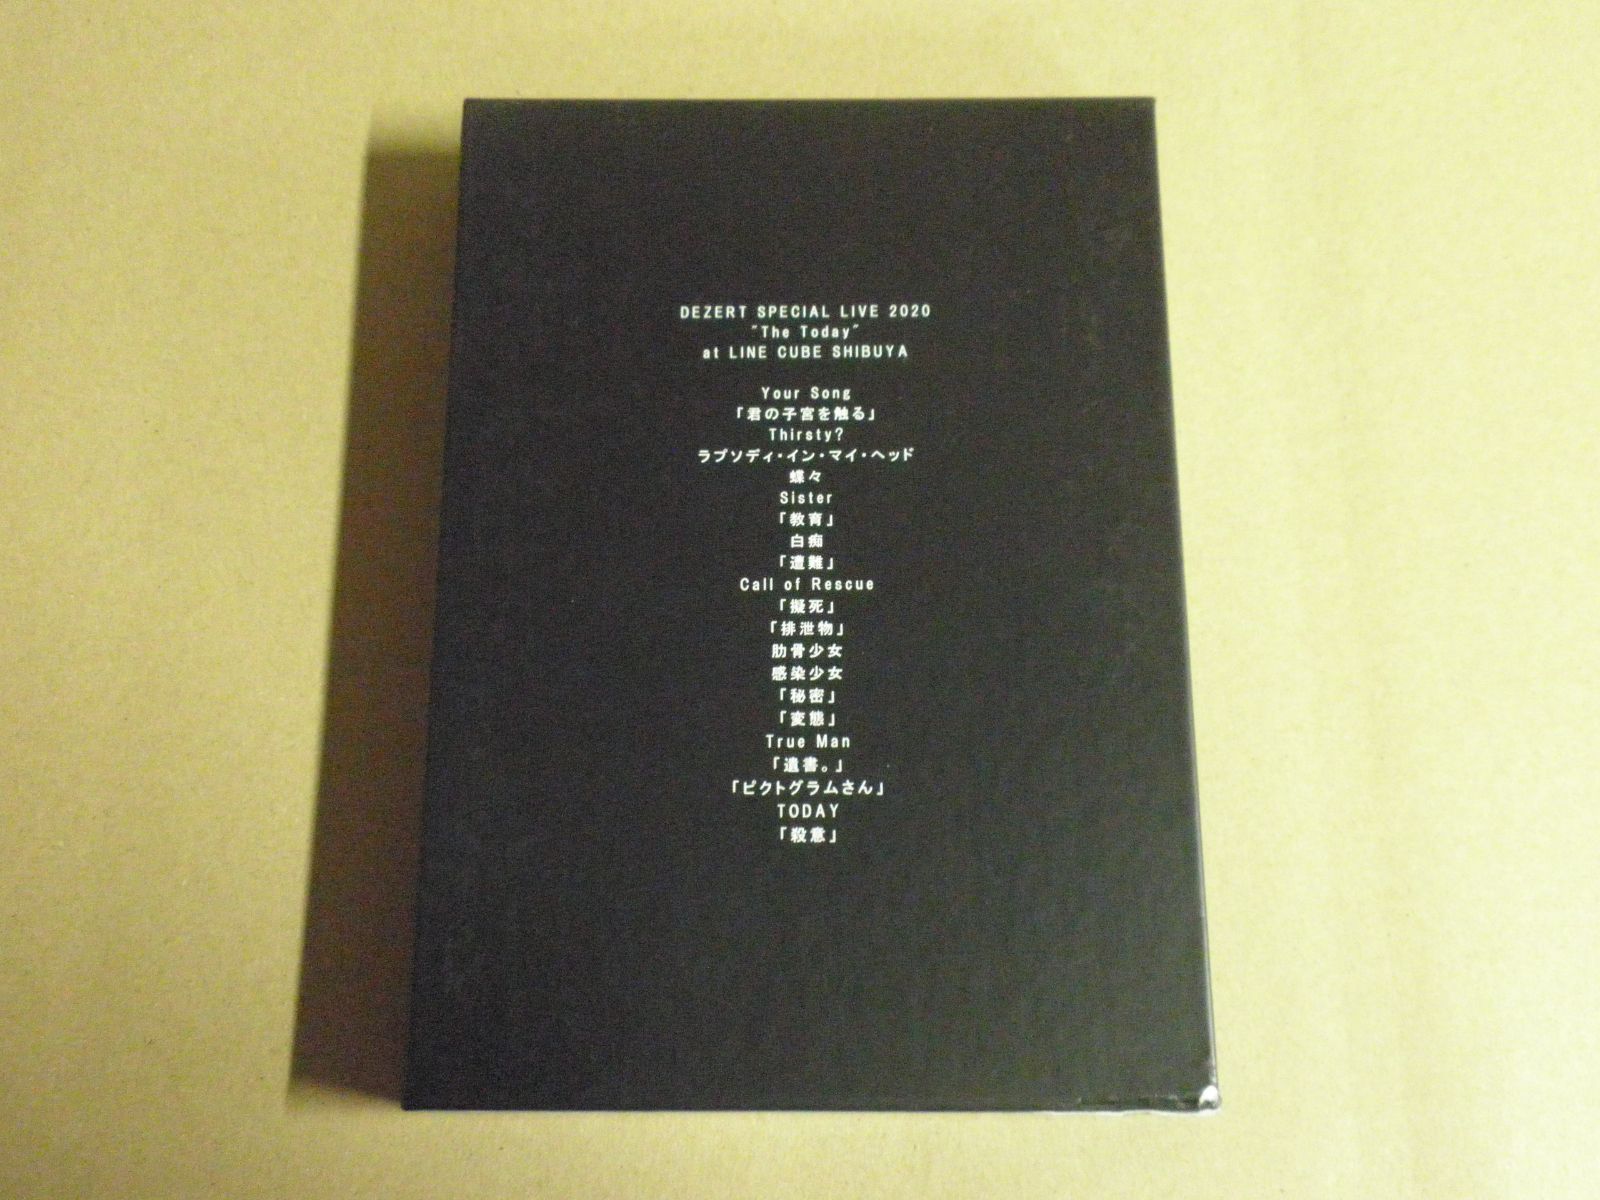 DEZERT SPECIAL LIVE 2020
"The Today"
at LINE CUBE SHIBUYA
Your Song
「君の子宮を触る」
Thirsty?
ラプソディ・イン・マイ・ヘッド
蝶々
Sister
「教育」
白痴
「遭難」
Call of Rescue
「擬死」
「排泄物」
肋骨少女
感染少女
「秘密」
「変態」
True Man
「遺書。」
「ピクトグラムさん」
TODAY
「殺意」